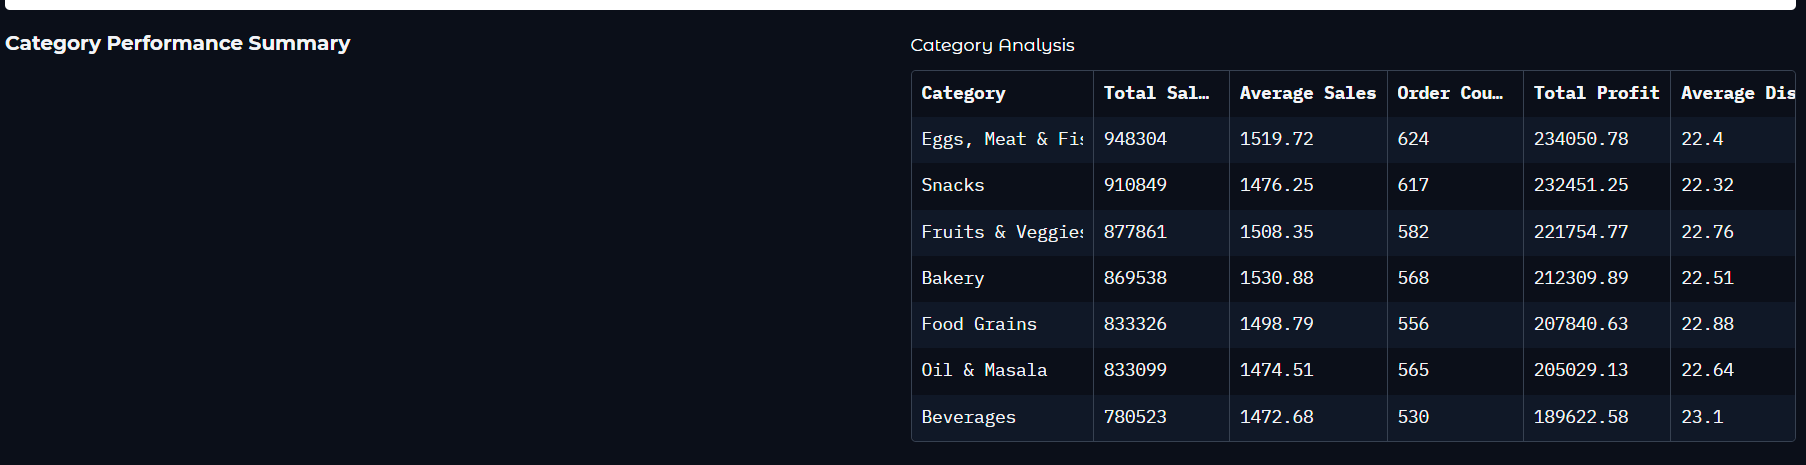 Category Performance Summary
Category Analysis
Category Total Sal… Average Sales Order Cou… Total Profit Average Dis
Eggs, Meat & Fis 948304 1519.72 624 234050.78 22.4
Snacks 910849 1476.25 617 232451.25 22.32
Fruits & Veggies 877861 1508.35 582 221754.77 22.76
Bakery 869538 1530.88 568 212309.89 22.51
Food Grains 833326 1498.79 556 207840.63 22.88
Oil & Masala 833099 1474.51 565 205029.13 22.64
Beverages 780523 1472.68 530 189622.58 23.1